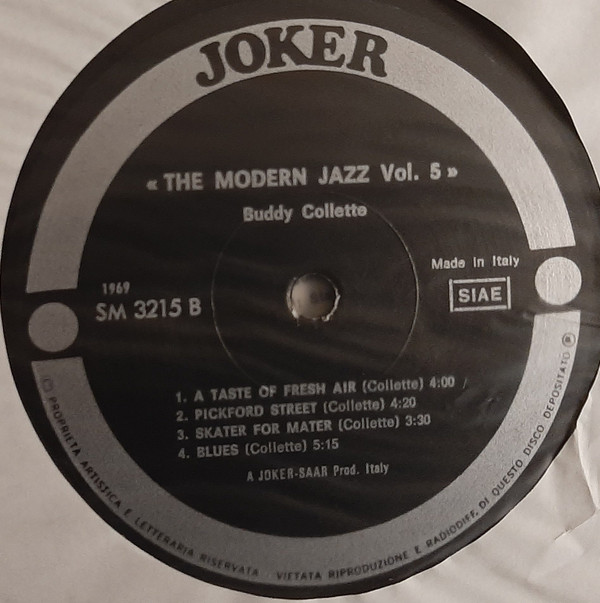 JOKER
« THE MODERN JAZZ Vol. 5 »
Buddy Collette
Made in Italy
SIAE
1969
SM 3215 B
1. A TASTE OF FRESH AIR (Collette) 4:00
2. PICKFORD STREET (Collette) 4:20
3. SKATER FOR MATER (Collette) 3:30
4. BLUES (Collette) 5:15
A JOKER-SAAR Prod. Italy
PROPRIETA ARTISTICA E LETTERARIA RISERVATA - VIETATA RIPRODUZIONE E RADIODIFF. DI QUESTO DISCO DEPOSITATO Ⓡ